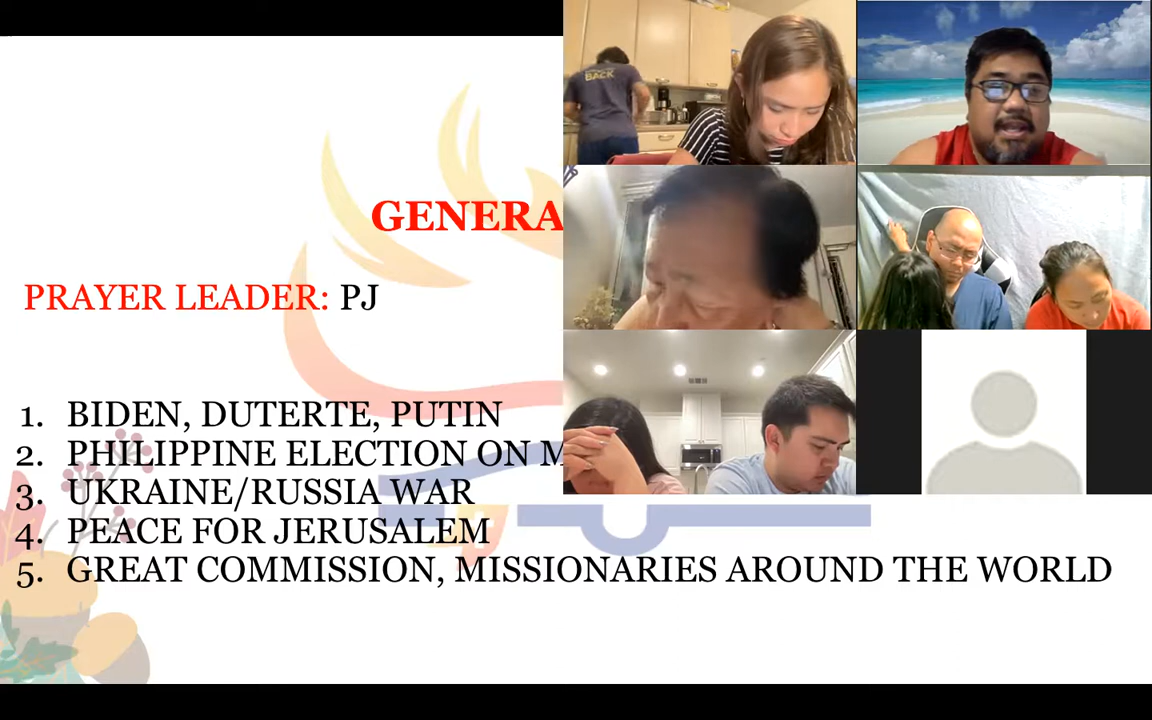 BACK
GENERA
PRAYER LEADER: PJ
1. BIDEN, DUTERTE, PUTIN
2. PHILIPPINE ELECTION ON M
3. UKRAINE/RUSSIA WAR
4. PEACE FOR JERUSALEM
5. GREAT COMMISSION, MISSIONARIES AROUND THE WORLD